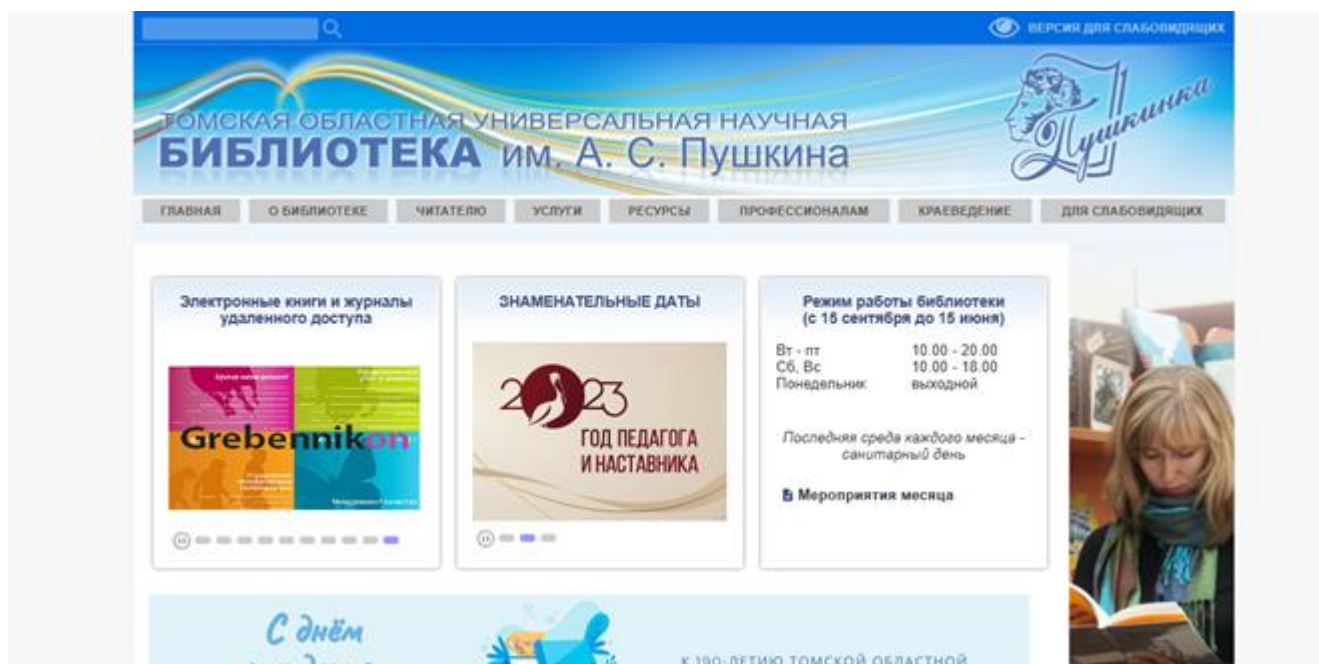 ВЕРСИЯ ДЛЯ СЛАБОВИДЯЩИХ
ТОМСКАЯ ОБЛАСТНАЯ УНИВЕРСАЛЬНАЯ НАУЧНАЯ
БИБЛИОТЕКА им. А. С. Пушкина
Пушкинка
ГЛАВНАЯ О БИБЛИОТЕКЕ ЧИТАТЕЛЮ УСЛУГИ РЕСУРСЫ ПРОФЕССИОНАЛАМ КРАЕВЕДЕНИЕ ДЛЯ СЛАБОВИДЯЩИХ
Электронные книги и журналы
удаленного доступа
Grebennikon
ЗНАМЕНАТЕЛЬНЫЕ ДАТЫ
2023
ГОД ПЕДАГОГА
И НАСТАВНИКА
Режим работы библиотеки
(с 15 сентября до 15 июня)
Вт - пт 10.00 - 20.00
Сб, Вс 10.00 - 18.00
Понедельник выходной
Последняя среда каждого месяца -
санитарный день
Мероприятия месяца
С днём
К 190-ЛЕТИЮ ТОМСКОЙ ОБЛАСТНОЙ